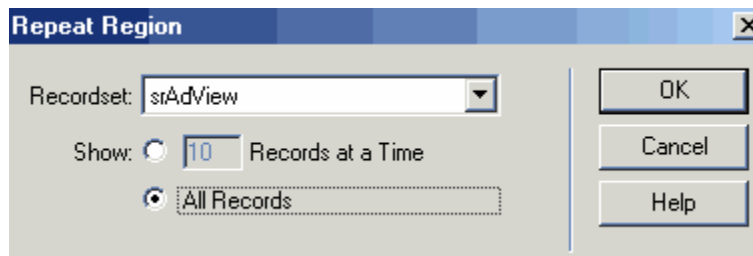 Repeat Region
Recordset: srAdView
OK
Show: 10 Records at a Time
Cancel
All Records
Help